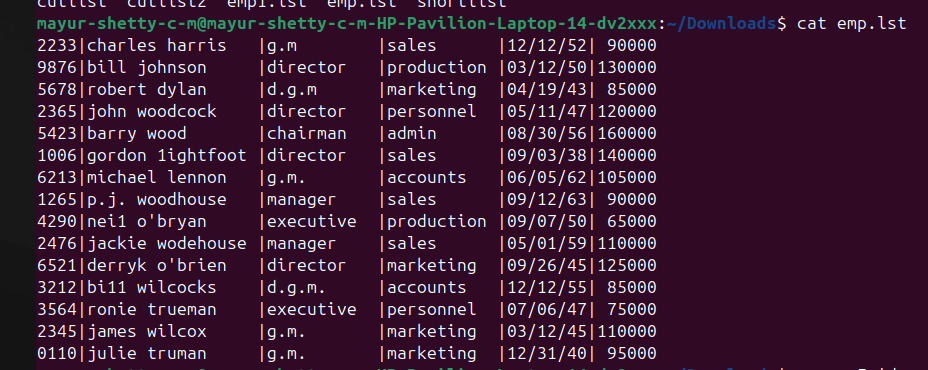 cutlist cutlist2 emp1.lst emp.lst shortlist
mayur-shetty-c-m@mayur-shetty-c-m-HP-Pavilion-Laptop-14-dv2xxx:~/Downloads$ cat emp.lst
2233|charles harris  |g.m      |sales     |12/12/52| 90000
9876|bill johnson    |director |production |03/12/50|130000
5678|robert dylan    |d.g.m    |marketing |04/19/43| 85000
2365|john woodcock   |director |personnel |05/11/47|120000
5423|barry wood      |chairman |admin     |08/30/56|160000
1006|gordon 1ightfoot |director |sales     |09/03/38|140000
6213|michael lennon  |g.m.     |accounts  |06/05/62|105000
1265|p.j. woodhouse  |manager  |sales     |09/12/63| 90000
4290|nei1 o'bryan    |executive |production |09/07/50| 65000
2476|jackie wodehouse |manager  |sales     |05/01/59|110000
6521|derryk o'brien  |director |marketing |09/26/45|125000
3212|bi11 wilcocks   |d.g.m.   |accounts  |12/12/55| 85000
3564|ronie trueman   |executive |personnel |07/06/47| 75000
2345|james wilcox    |g.m.     |marketing |03/12/45|110000
0110|julie truman    |g.m.     |marketing |12/31/40| 95000